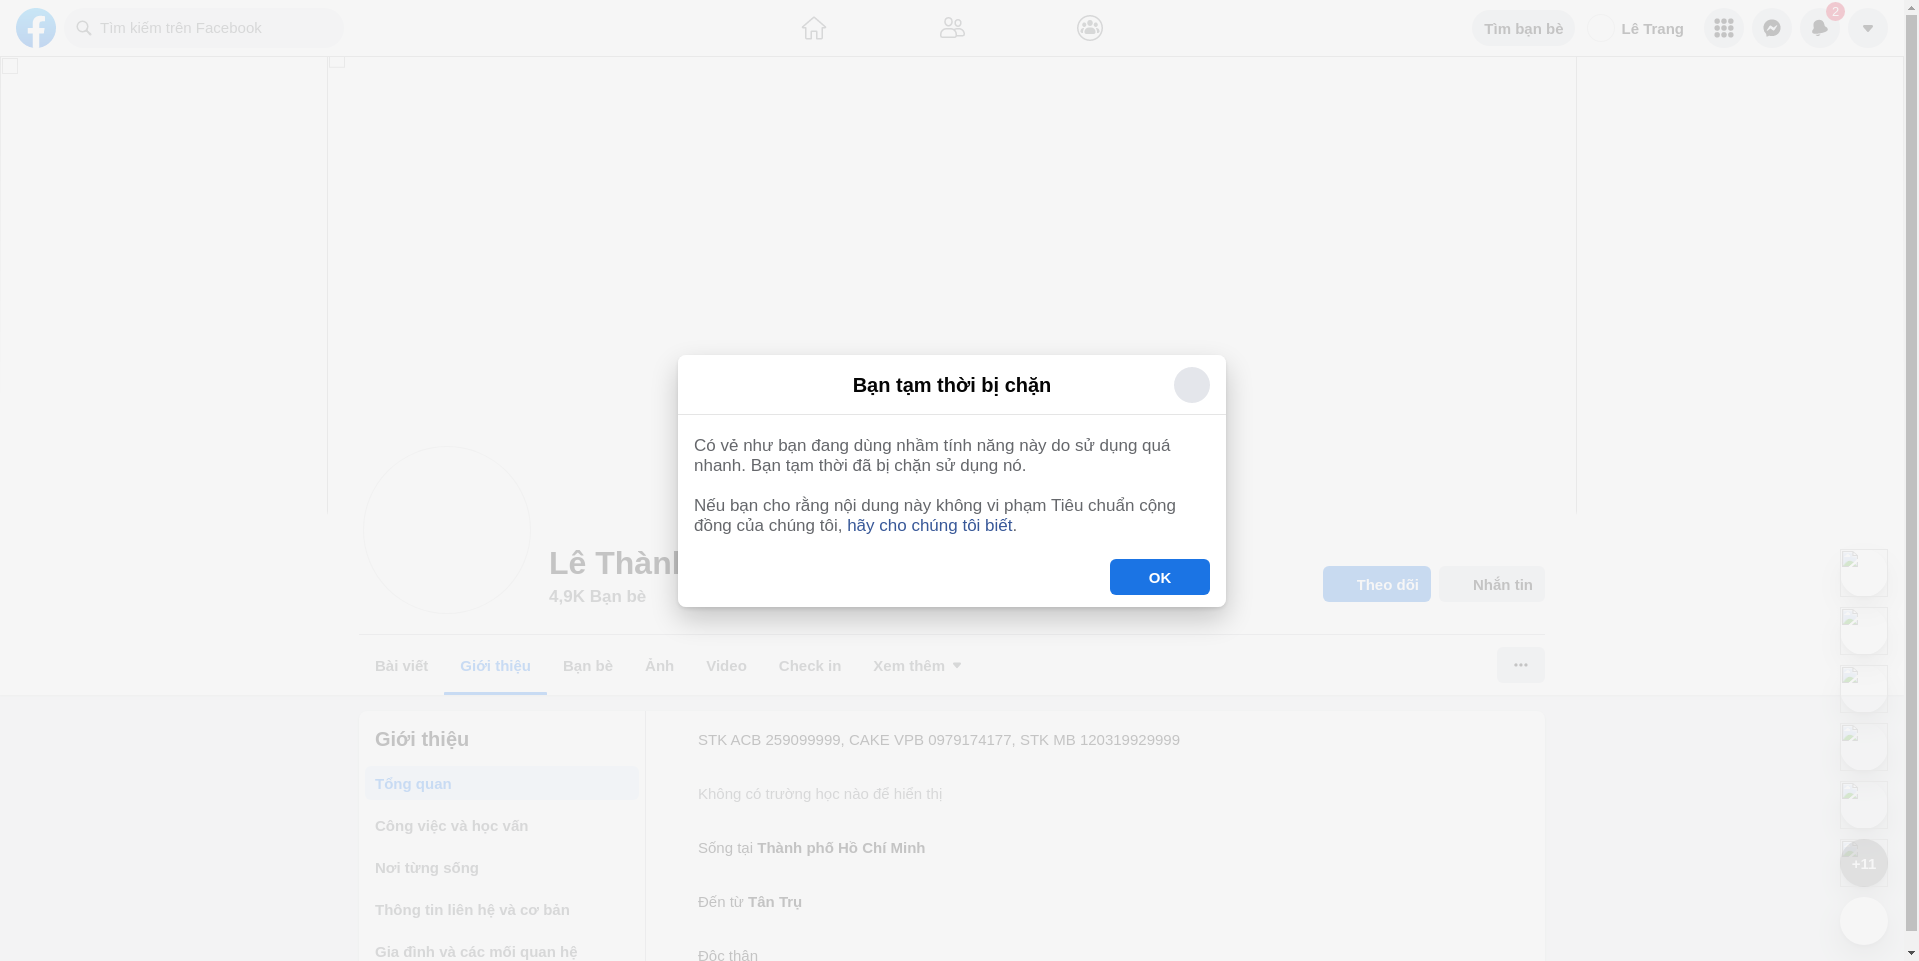 Tìm kiếm trên Facebook
Tìm bạn bè
Lê Trang
2
Bạn tạm thời bị chặn
Có vẻ như bạn đang dùng nhầm tính năng này do sử dụng quá
nhanh. Bạn tạm thời đã bị chặn sử dụng nó.
Nếu bạn cho rằng nội dung này không vi phạm Tiêu chuẩn cộng
đồng của chúng tôi, hãy cho chúng tôi biết.
OK
Lê Thành
4,9K Bạn bè
Theo dõi
Nhắn tin
Bài viết
Giới thiệu
Bạn bè
Ảnh
Video
Check in
Xem thêm
Giới thiệu
Tổng quan
Công việc và học vấn
Nơi từng sống
Thông tin liên hệ và cơ bản
Gia đình và các mối quan hệ
STK ACB 259099999, CAKE VPB 0979174177, STK MB 120319929999
Không có trường học nào để hiển thị
Sống tại Thành phố Hồ Chí Minh
Đến từ Tân Trụ
Độc thân
+11